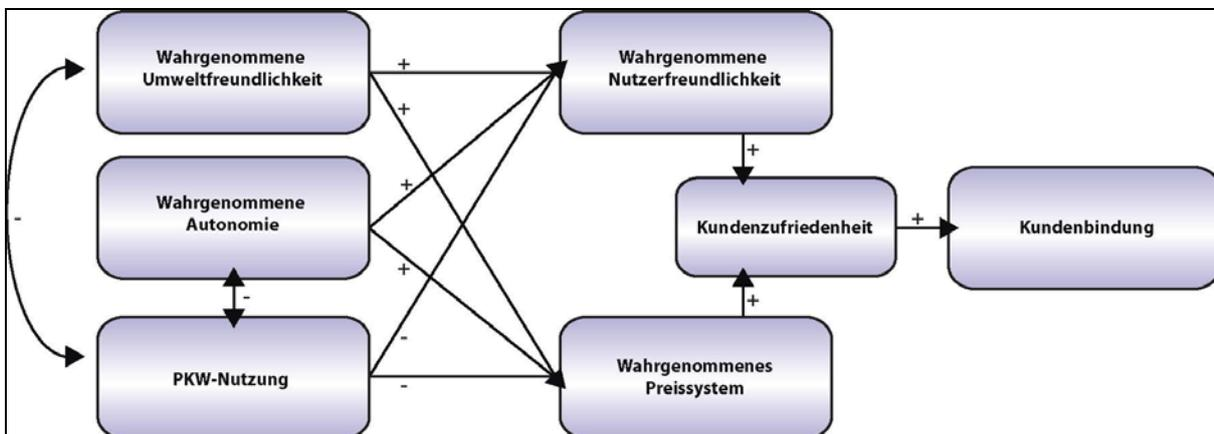 Wahrgenommene
Umweltfreundlichkeit
Wahrgenommene
Nutzerfreundlichkeit
+
+
+
Wahrgenommene
Autonomie
+
-
Kundenzufriedenheit
+
Kundenbindung
+
-
+
-
PKW-Nutzung
-
Wahrgenommenes
Preissystem